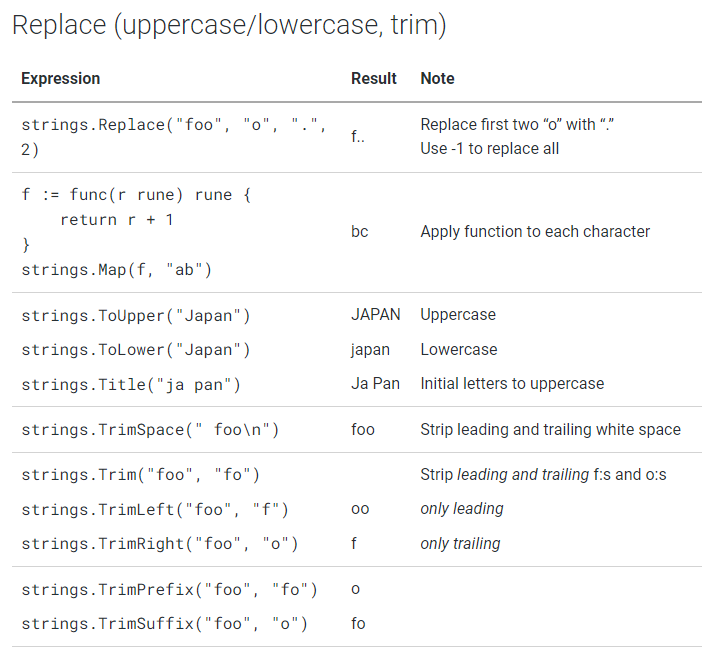 Replace (uppercase/lowercase, trim)
Expression Result Note
strings.Replace("foo", "o", ".", 2) f.. Replace first two “o” with “.”
Use -1 to replace all
f := func(r rune) rune {
    return r + 1
}
strings.Map(f, "ab") bc Apply function to each character
strings.ToUpper("Japan") JAPAN Uppercase
strings.ToLower("Japan") japan Lowercase
strings.Title("ja pan") Ja Pan Initial letters to uppercase
strings.TrimSpace(" foo\n") foo Strip leading and trailing white space
strings.Trim("foo", "fo") Strip leading and trailing f:s and o:s
strings.TrimLeft("foo", "f") oo only leading
strings.TrimRight("foo", "o") f only trailing
strings.TrimPrefix("foo", "fo") o
strings.TrimSuffix("foo", "o") fo